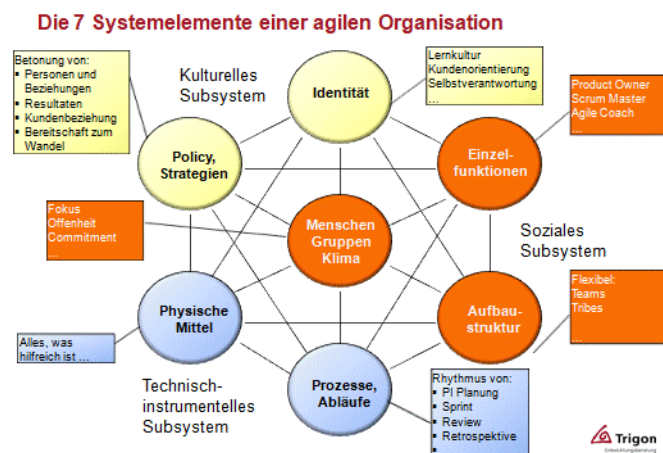 Die 7 Systemelemente einer agilen Organisation
Betonung von:
▪ Personen und
Beziehungen
▪ Resultaten
▪ Kundenbeziehung
▪ Bereitschaft zum
Wandel
Kulturelles
Subsystem
Identität
Lernkultur
Kundenorientierung
Selbstverantwortung
...
Product Owner
Scrum Master
Agile Coach
...
Policy,
Strategien
Einzel-
funktionen
Fokus
Offenheit
Commitment
...
Menschen
Gruppen
Klima
Soziales
Subsystem
Physische
Mittel
Aufbau-
struktur
Flexibel:
Teams
Tribes
...
Alles, was
hilfreich ist ...
Technisch-
instrumentelles
Subsystem
Prozesse,
Abläufe
Rhythmus von:
▪ PI Planung
▪ Sprint
▪ Review
▪ Retrospektive
▪
Trigon
Entwicklungsberatung